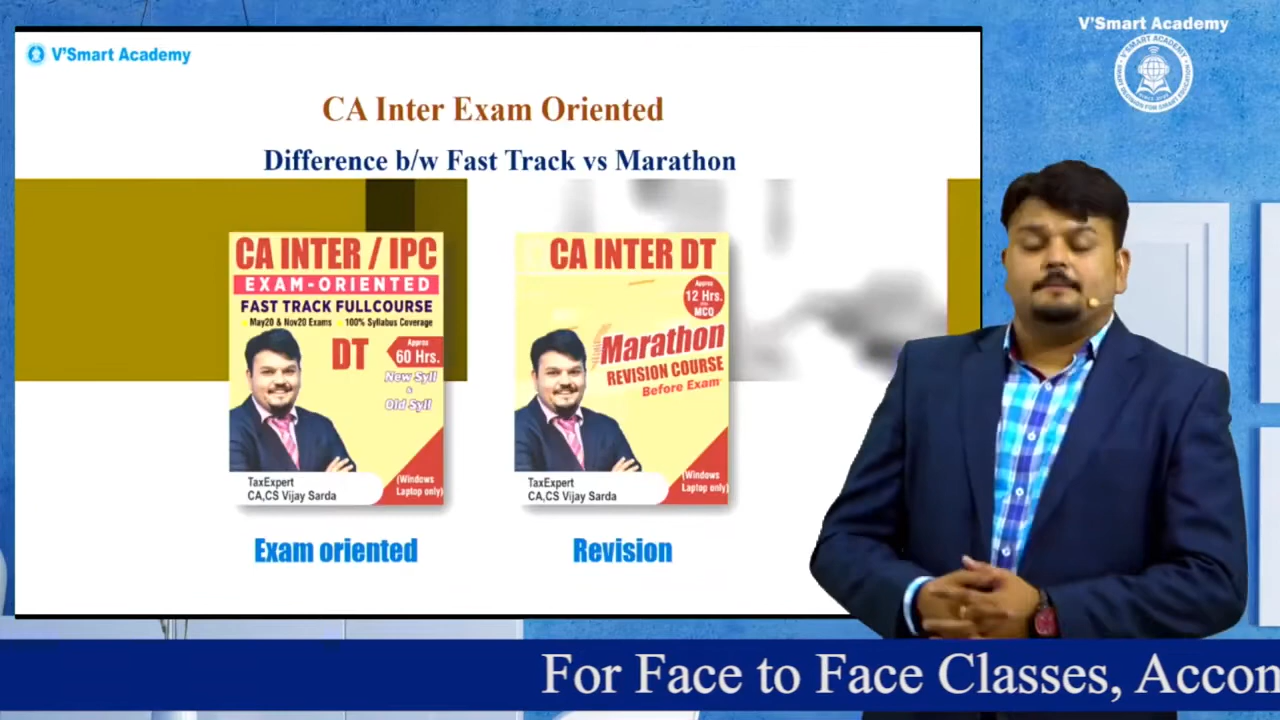 V'Smart Academy
V'Smart Academy
CA Inter Exam Oriented
Difference b/w Fast Track vs Marathon
CA INTER / IPC
EXAM-ORIENTED
FAST TRACK FULLCOURSE
May20 & Nov20 Exams 100% Syllabus Coverage
DT
Approx
60 Hrs.
New Syll
&
Old Syll
TaxExpert
CA,CS Vijay Sarda
(Windows
Laptop only)
CA INTER DT
Approx
12 Hrs.
MCQ
Marathon
REVISION COURSE
Before Exam
TaxExpert
CA,CS Vijay Sarda
(Windows
Laptop only)
Exam oriented
Revision
For Face to Face Classes, Accom